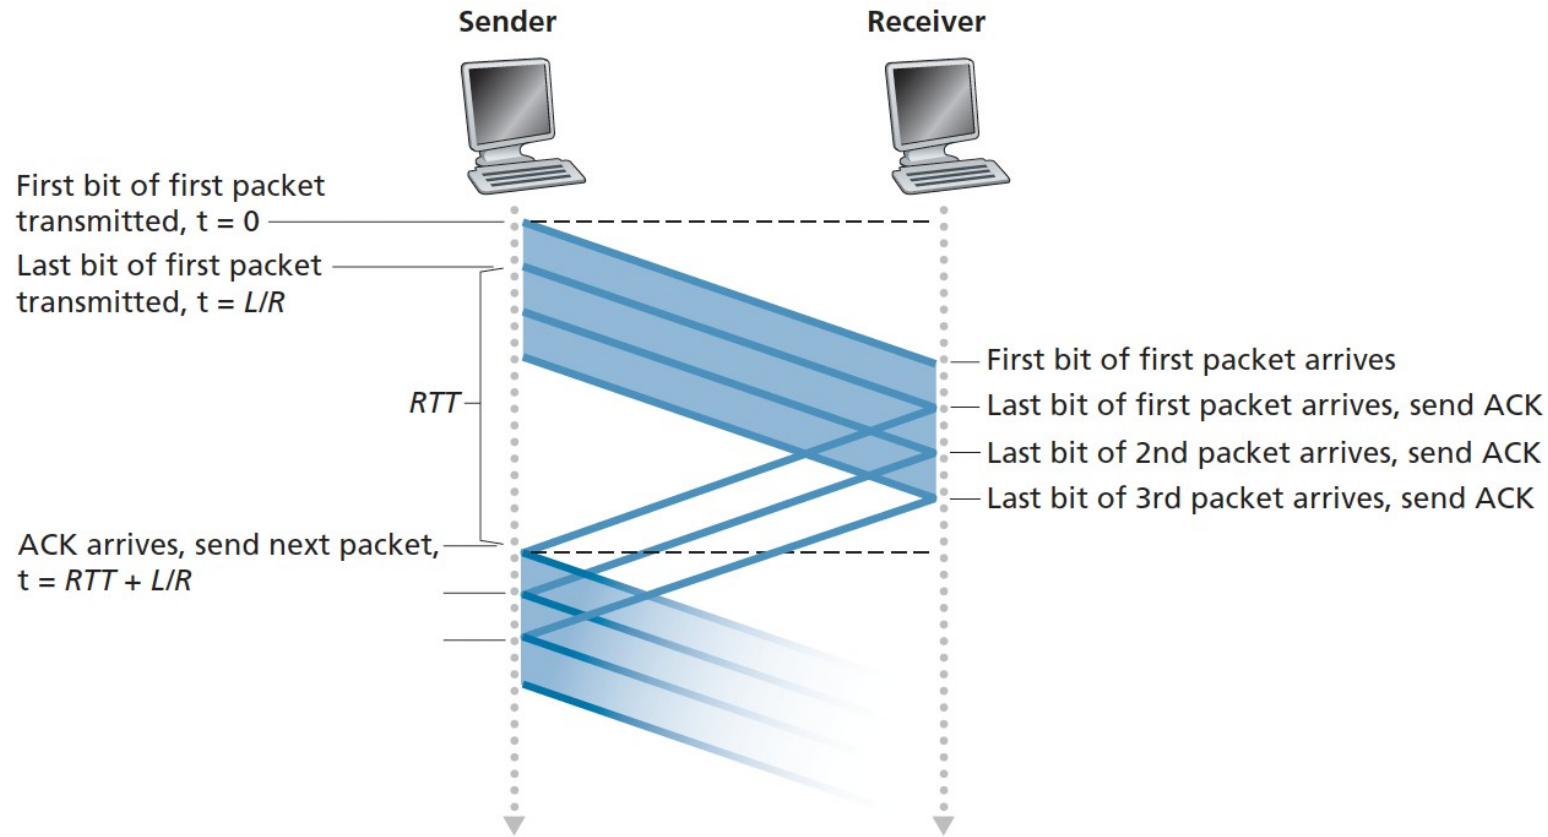 Sender
Receiver
First bit of first packet
transmitted, t = 0
Last bit of first packet
transmitted, t = L/R
First bit of first packet arrives
Last bit of first packet arrives, send ACK
RTT
Last bit of 2nd packet arrives, send ACK
Last bit of 3rd packet arrives, send ACK
ACK arrives, send next packet,
t = RTT + L/R